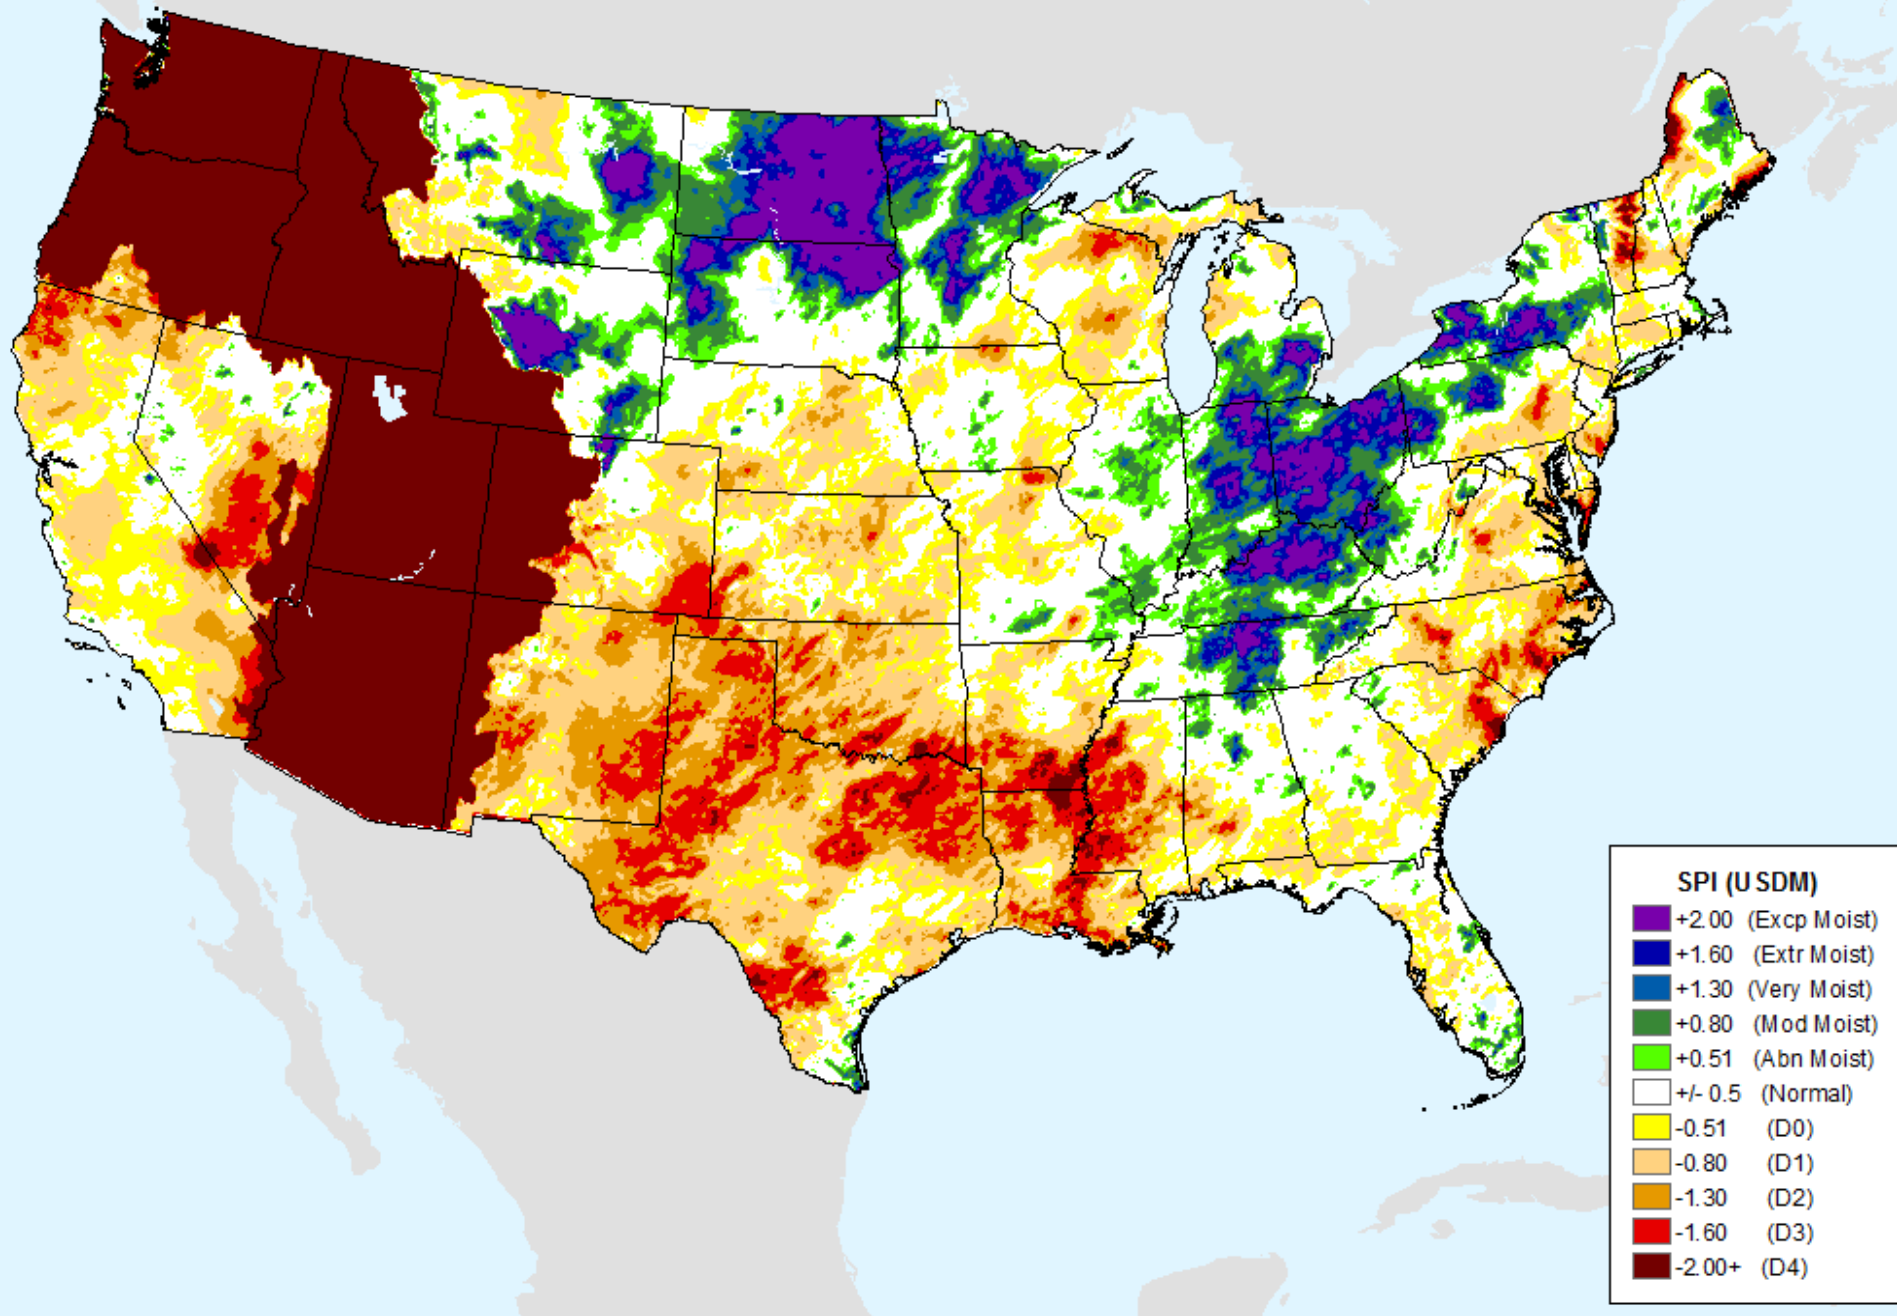 SPI (USDM)
+2.00 (Excp Moist)
+1.60 (Extr Moist)
+1.30 (Very Moist)
+0.80 (Mod Moist)
+0.51 (Abn Moist)
+/- 0.5 (Normal)
-0.51 (D0)
-0.80 (D1)
-1.30 (D2)
-1.60 (D3)
-2.00+ (D4)